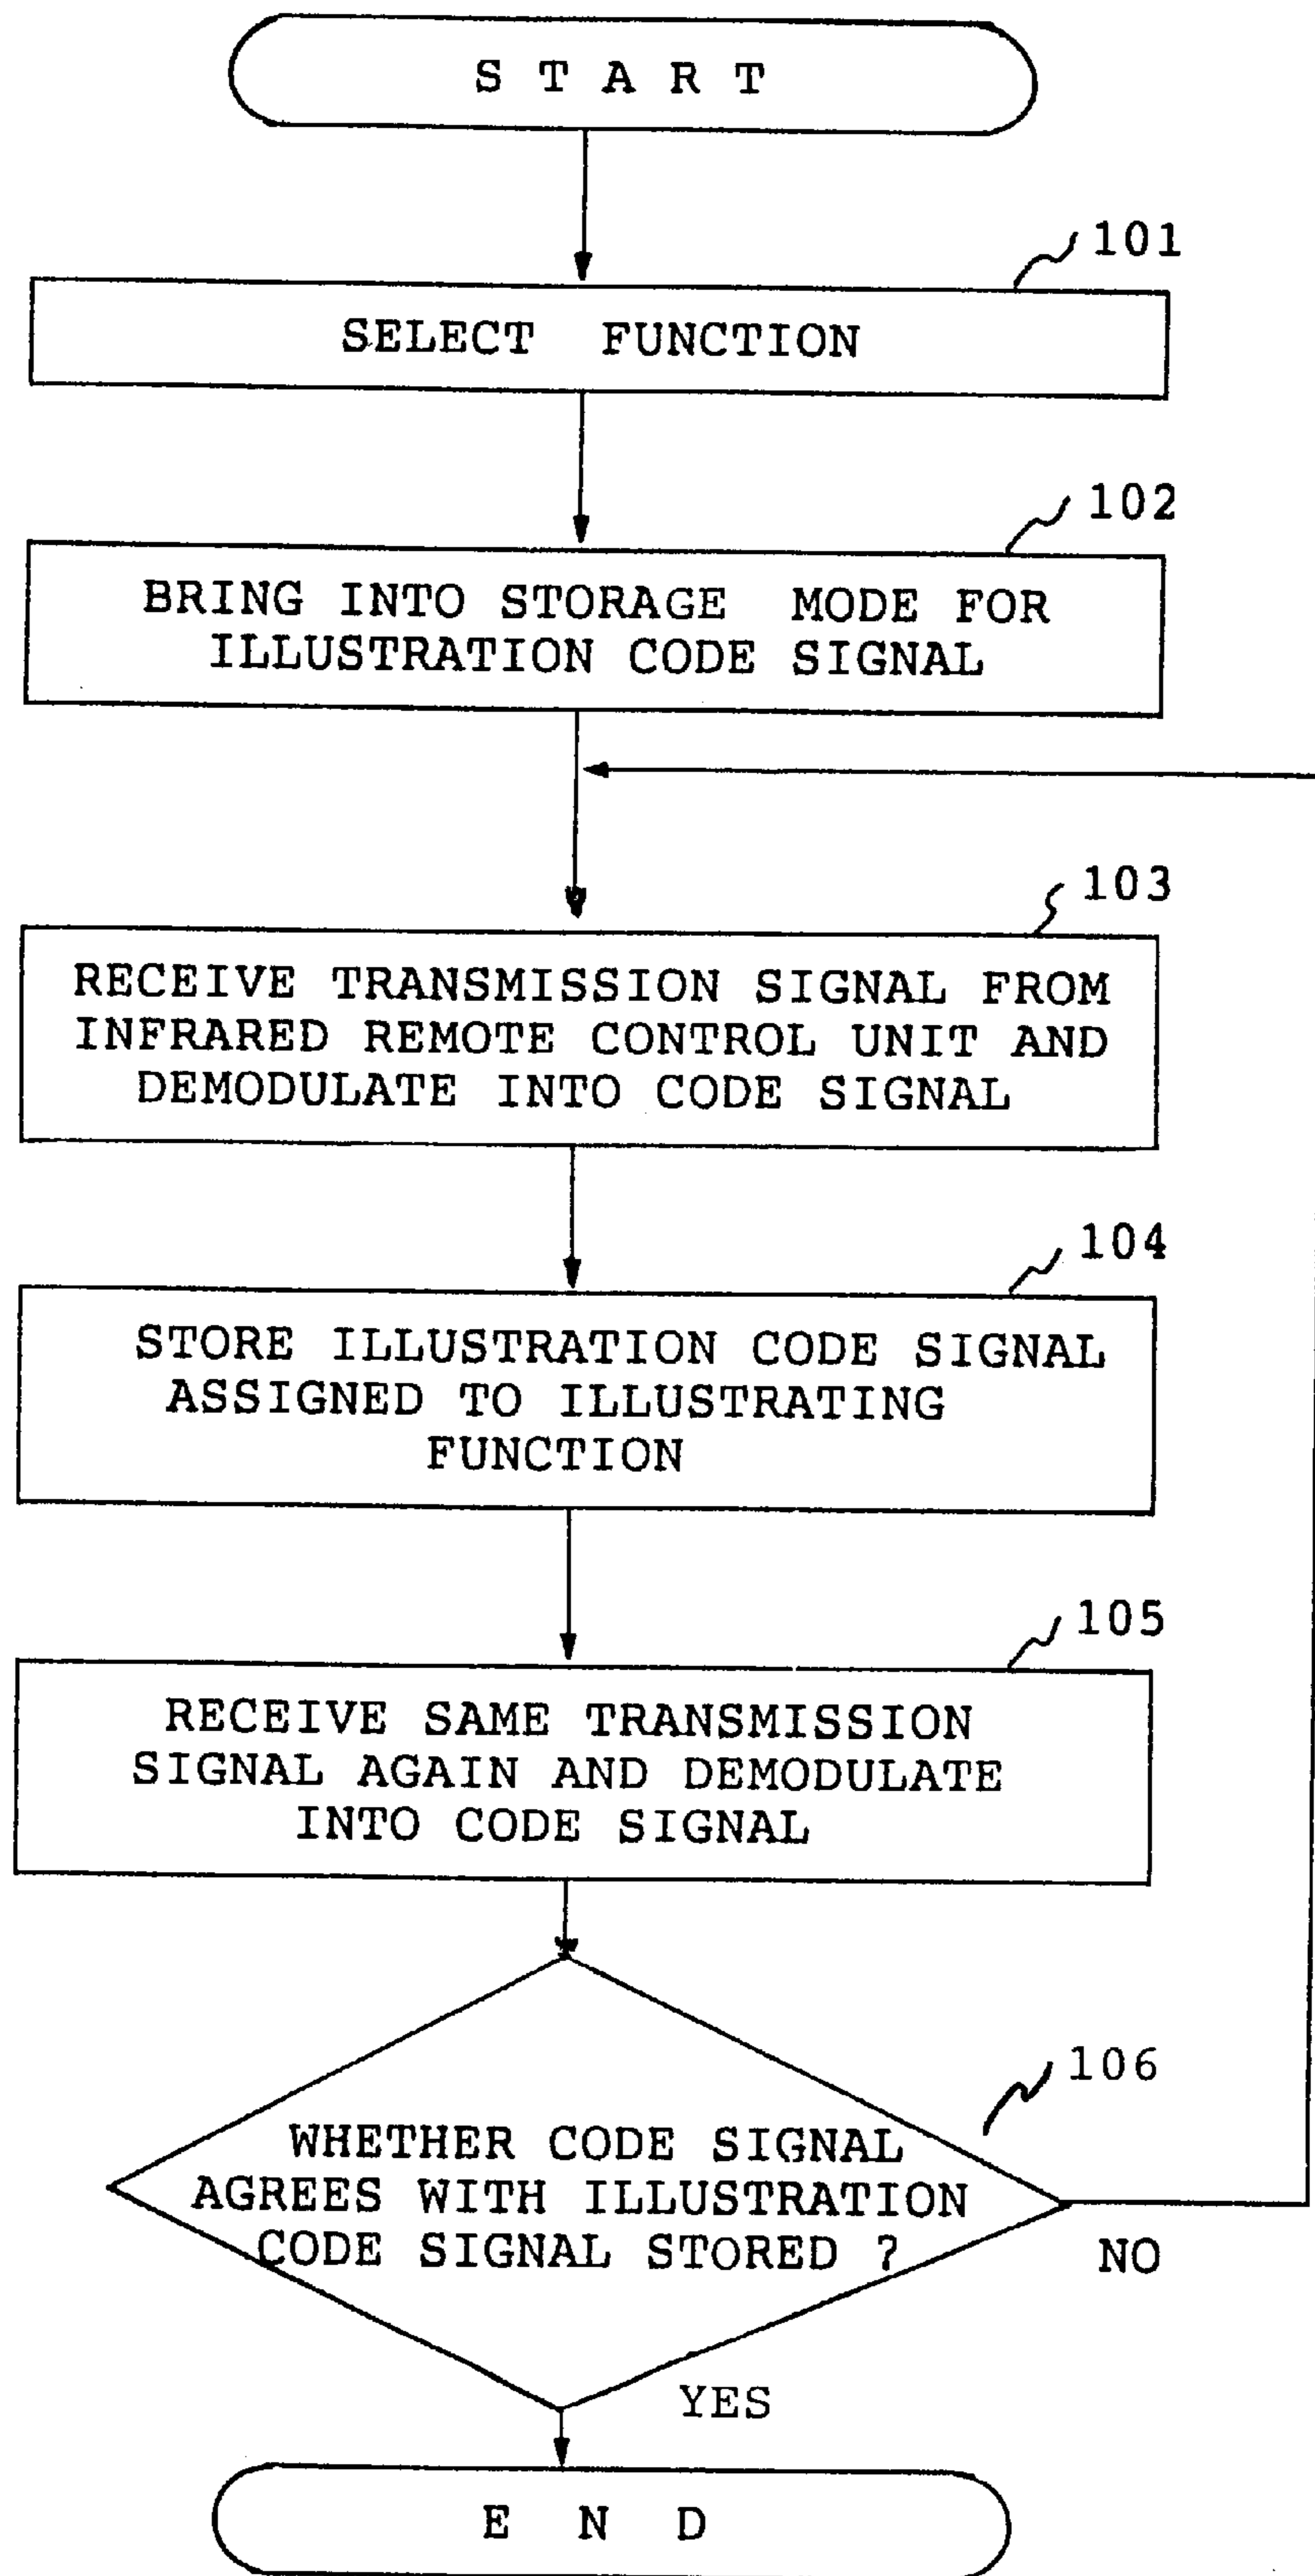 START
101
SELECT FUNCTION
102
BRING INTO STORAGE MODE FOR
ILLUSTRATION CODE SIGNAL
103
RECEIVE TRANSMISSION SIGNAL FROM
INFRARED REMOTE CONTROL UNIT AND
DEMODULATE INTO CODE SIGNAL
104
STORE ILLUSTRATION CODE SIGNAL
ASSIGNED TO ILLUSTRATING
FUNCTION
105
RECEIVE SAME TRANSMISSION
SIGNAL AGAIN AND DEMODULATE
INTO CODE SIGNAL
106
WHETHER CODE SIGNAL
AGREES WITH ILLUSTRATION
CODE SIGNAL STORED ?
NO
YES
END